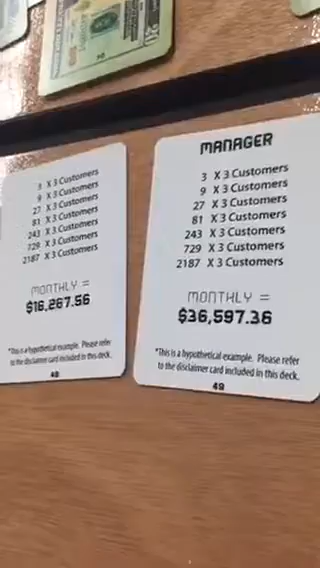 3 X 3 Customers
9 X 3 Customers
27 X 3 Customers
81 X 3 Customers
243 X 3 Customers
729 X 3 Customers
2187 X 3 Customers
MONTHLY =
$16,267.56
*This is a hypothetical example. Please refer
to the disclaimer card included in this deck.
48
MANAGER
3 X 3 Customers
9 X 3 Customers
27 X 3 Customers
81 X 3 Customers
243 X 3 Customers
729 X 3 Customers
2187 X 3 Customers
MONTHLY =
$36,597.36
*This is a hypothetical example. Please refer
to the disclaimer card included in this deck.
49